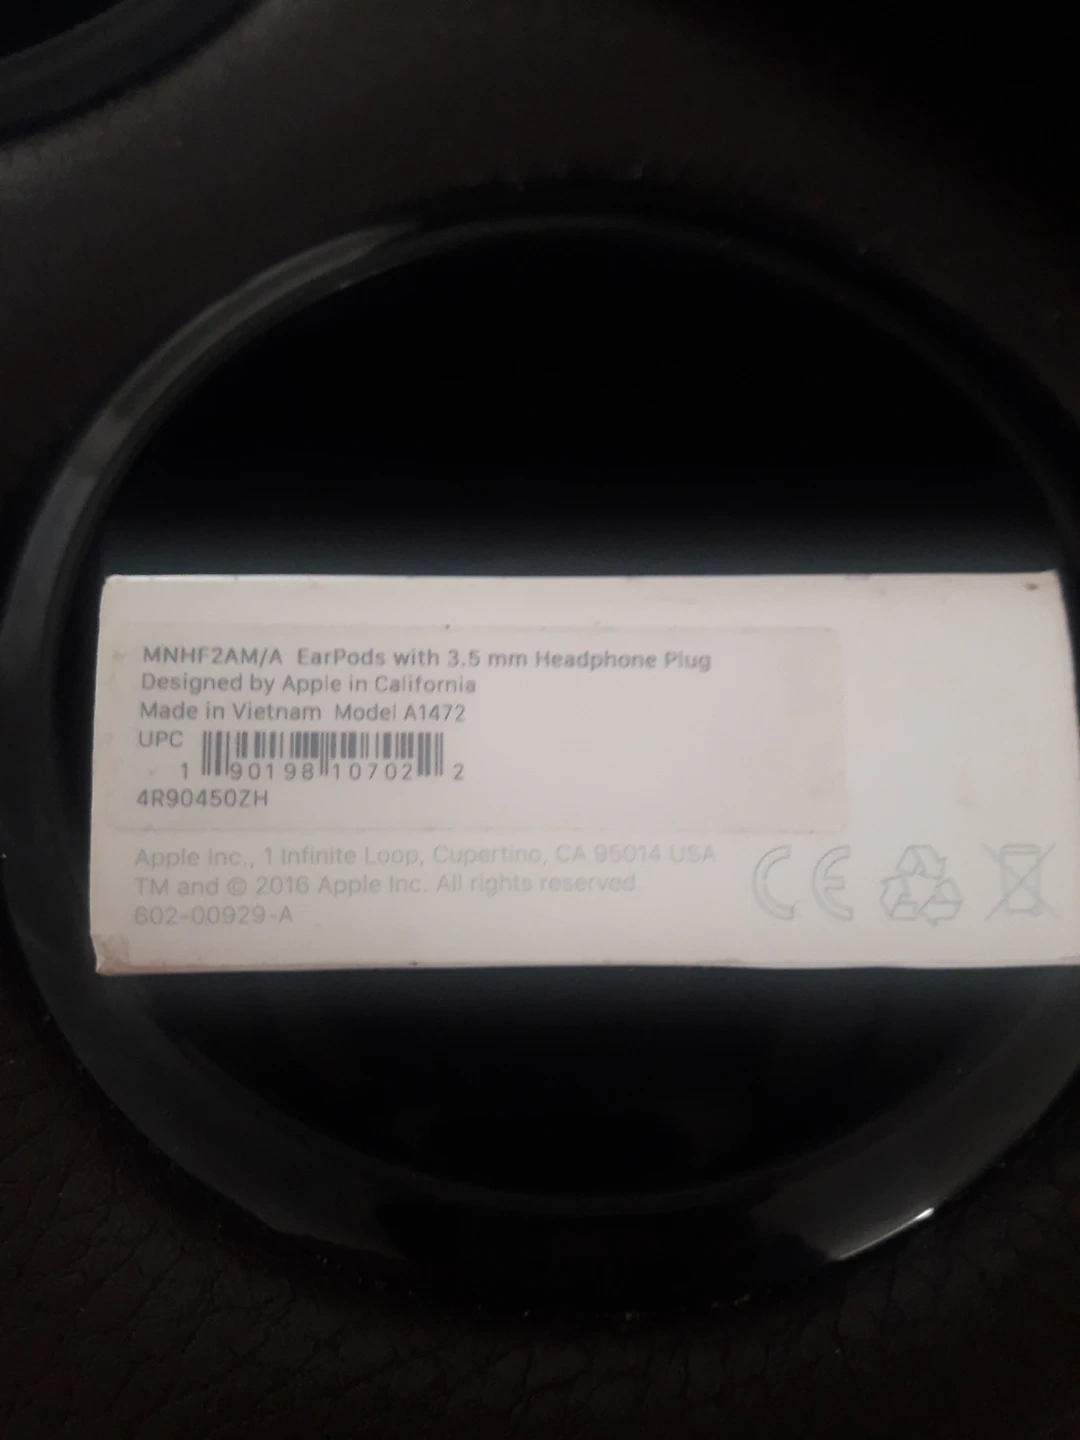 MNHF2AM/A EarPods with 3.5 mm Headphone Plug
Designed by Apple in California
Made in Vietnam Model A1472
UPC
1 90198 10702 2
4R90450ZH
Apple Inc., 1 Infinite Loop, Cupertino, CA 95014 USA
TM and © 2016 Apple Inc. All rights reserved.
602-00929-A
CE